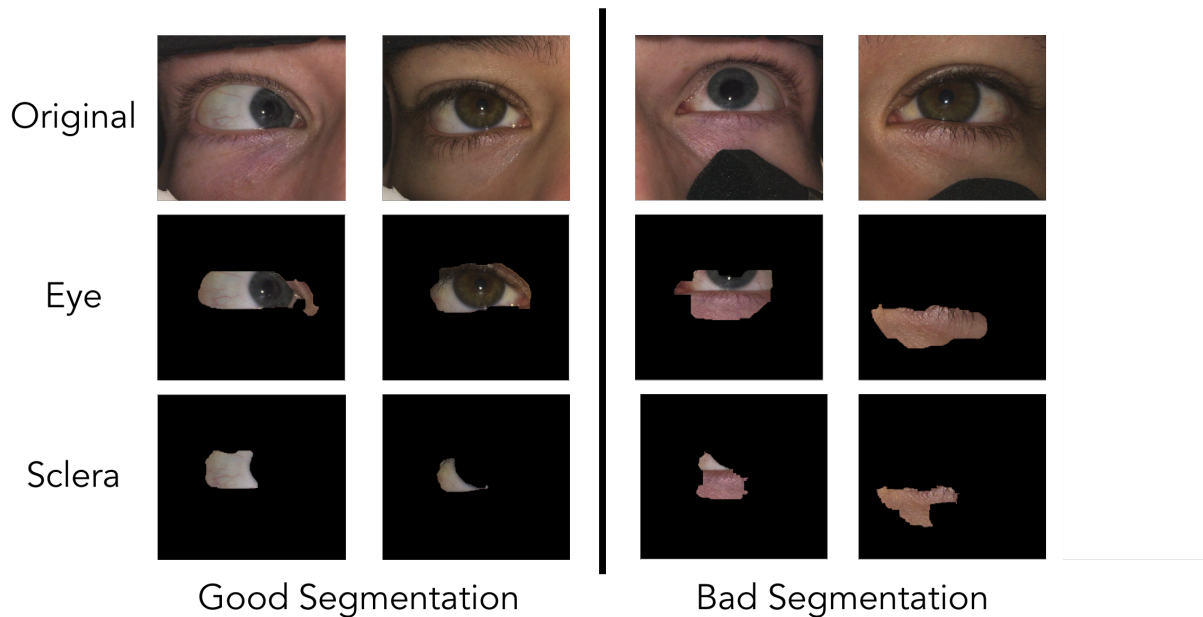 Original
Eye
Sclera
Good Segmentation
Bad Segmentation